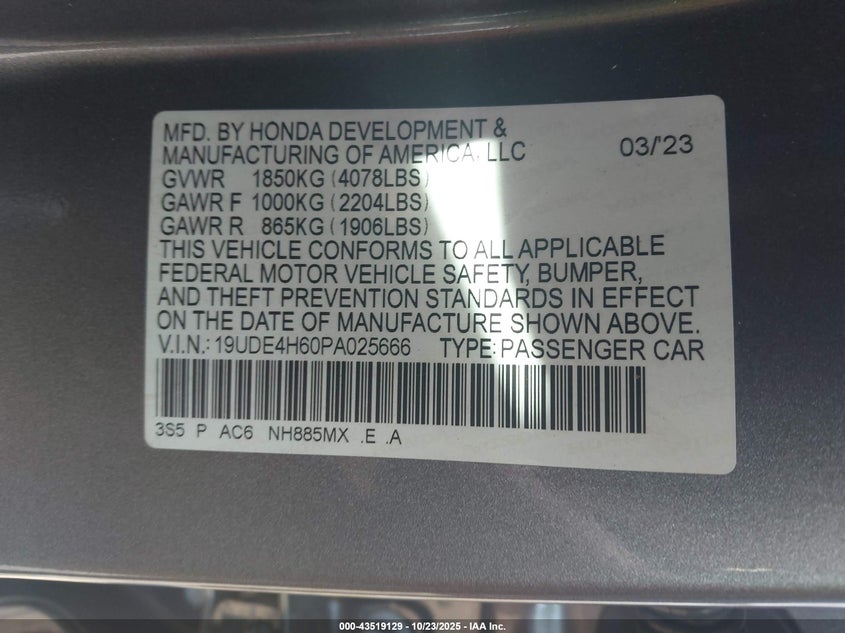 MFD. BY HONDA DEVELOPMENT &
MANUFACTURING OF AMERICA, LLC 03/'23
GVWR 1850KG (4078LBS)
GAWR F 1000KG (2204LBS)
GAWR R 865KG (1906LBS)
THIS VEHICLE CONFORMS TO ALL APPLICABLE
FEDERAL MOTOR VEHICLE SAFETY, BUMPER,
AND THEFT PREVENTION STANDARDS IN EFFECT
ON THE DATE OF MANUFACTURE SHOWN ABOVE.
V.I.N.: 19UDE4H60PA025666 TYPE: PASSENGER CAR
3S5 P AC6 NH885MX .E .A
000-43519129 - 10/23/2025 - IAA Inc.